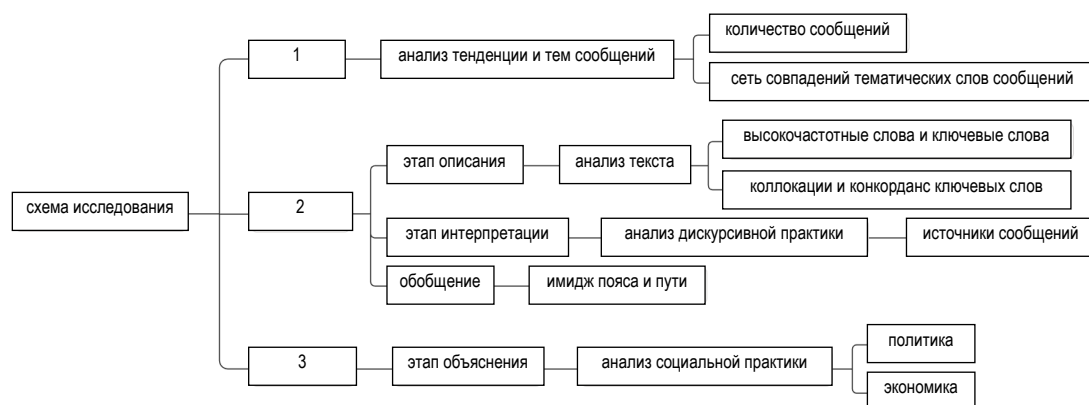 схема исследования
1
анализ тенденции и тем сообщений
количество сообщений
сеть совпадений тематических слов сообщений
2
этап описания
анализ текста
высокочастотные слова и ключевые слова
коллокации и конкорданс ключевых слов
этап интерпретации
анализ дискурсивной практики
источники сообщений
обобщение
имидж пояса и пути
3
этап объяснения
анализ социальной практики
политика
экономика